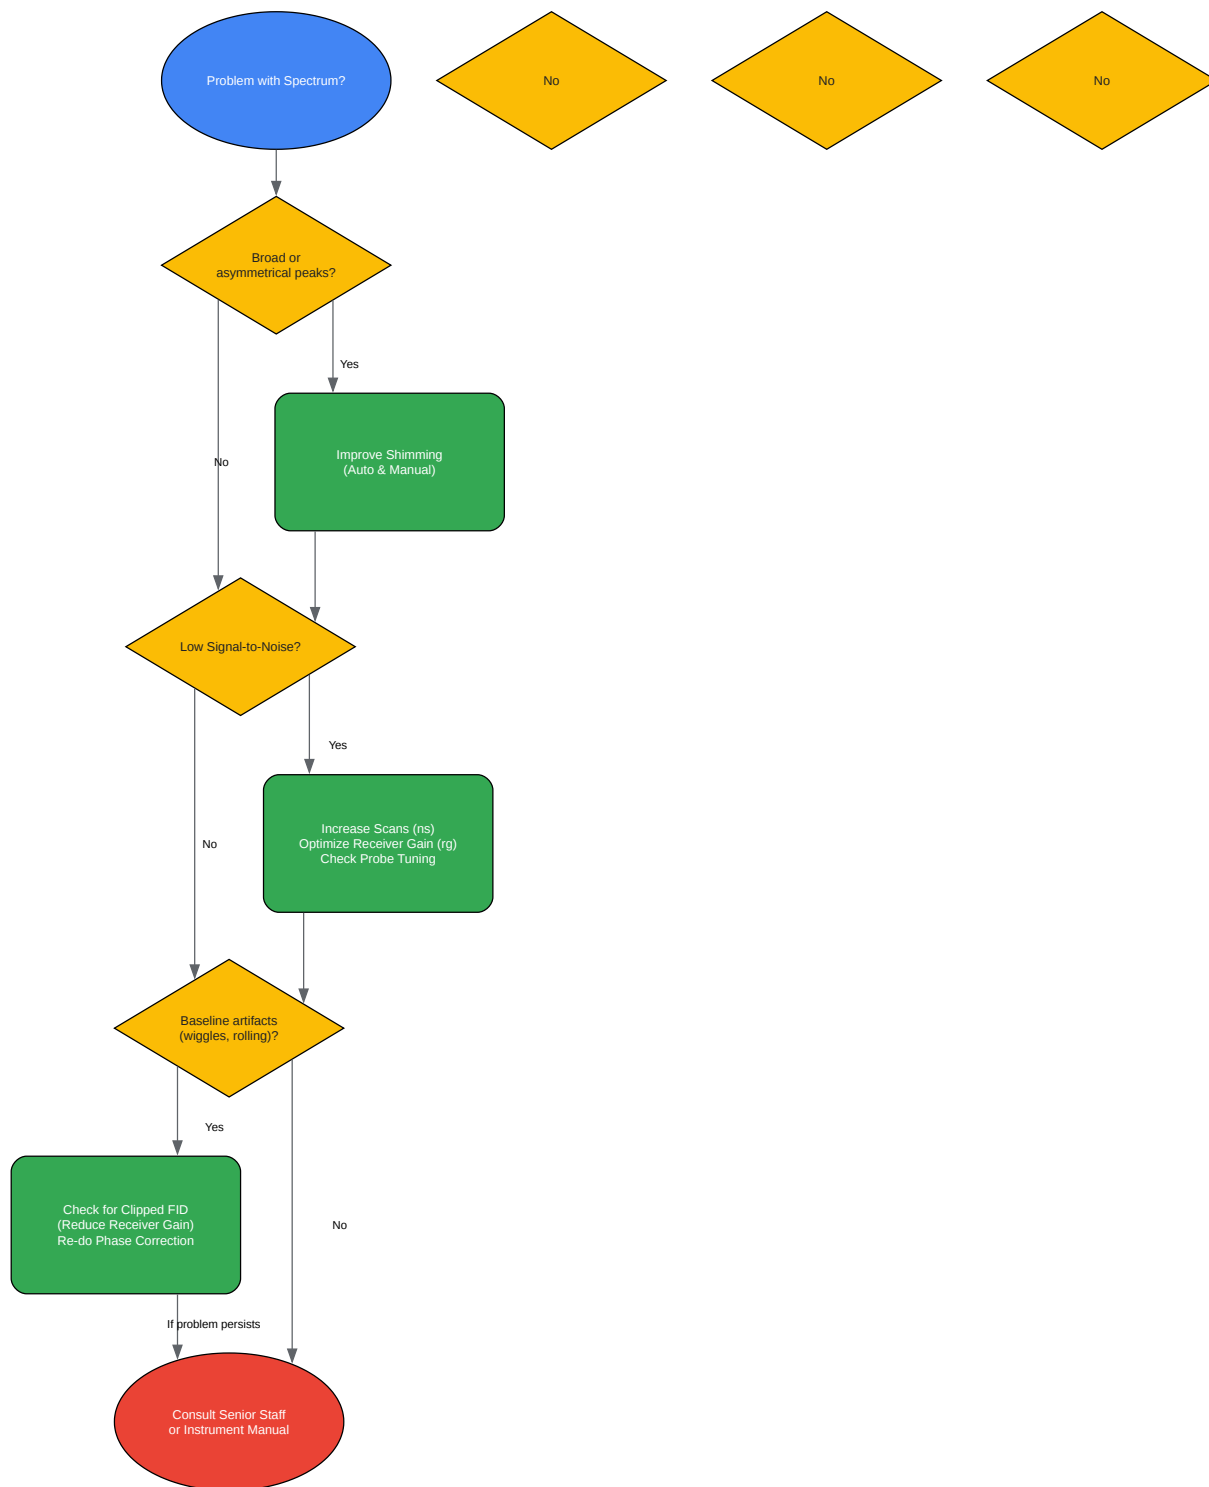 Problem with Spectrum?
No
No
No
Broad or
asymmetrical peaks?
Yes
Improve Shimming
(Auto & Manual)
No
Low Signal-to-Noise?
Yes
Increase Scans (ns)
Optimize Receiver Gain (rg)
Check Probe Tuning
No
Baseline artifacts
(wiggles, rolling)?
Yes
Check for Clipped FID
(Reduce Receiver Gain)
Re-do Phase Correction
No
If problem persists
Consult Senior Staff
or Instrument Manual